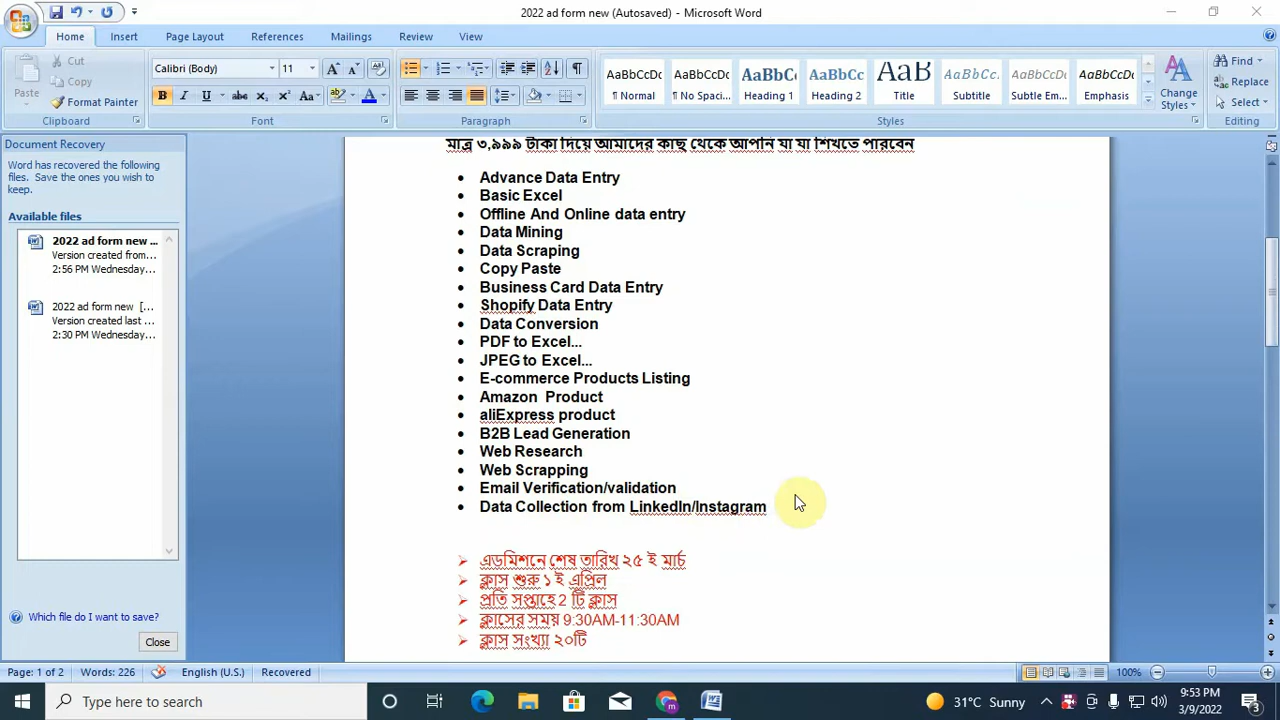 2022 ad form new (Autosaved) - Microsoft Word
Home Insert Page Layout References Mailings Review View
Cut
Copy
Paste
Format Painter
Clipboard
Calibri (Body) 11
B I U abc
Font
Paragraph
AaBbCcDc AaBbCcDc AaBbCc AaBbCc AaB AaBbCc. AaBbCcDc AaBbCcDc
¶ Normal ¶ No Spaci... Heading 1 Heading 2 Title Subtitle Subtle Em... Emphasis
Change Styles
Styles
Find
Replace
Select
Editing
Document Recovery
Word has recovered the following
files. Save the ones you wish to
keep.
Available files
2022 ad form new ...
Version created from...
2:56 PM Wednesday...
2022 ad form new [...
Version created last ...
2:30 PM Wednesday...
Which file do I want to save?
Close
মাত্র ৩,৯৯৯ টাকা দিয়ে আমাদের কাছ থেকে আপনি যা যা শিখতে পারবেন
Advance Data Entry
Basic Excel
Offline And Online data entry
Data Mining
Data Scraping
Copy Paste
Business Card Data Entry
Shopify Data Entry
Data Conversion
PDF to Excel...
JPEG to Excel...
E-commerce Products Listing
Amazon Product
aliExpress product
B2B Lead Generation
Web Research
Web Scrapping
Email Verification/validation
Data Collection from LinkedIn/Instagram
এডমিশনে শেষ তারিখ ২৫ ই মার্চ
ক্লাস শুরু ১ ই এপ্রিল
প্রতি সপ্তাহে 2 টি ক্লাস
ক্লাসের সময় 9:30AM-11:30AM
ক্লাস সংখ্যা ২০টি
Page: 1 of 2 Words: 226 English (U.S.) Recovered 100%
Type here to search
31°C Sunny
9:53 PM
3/9/2022
3